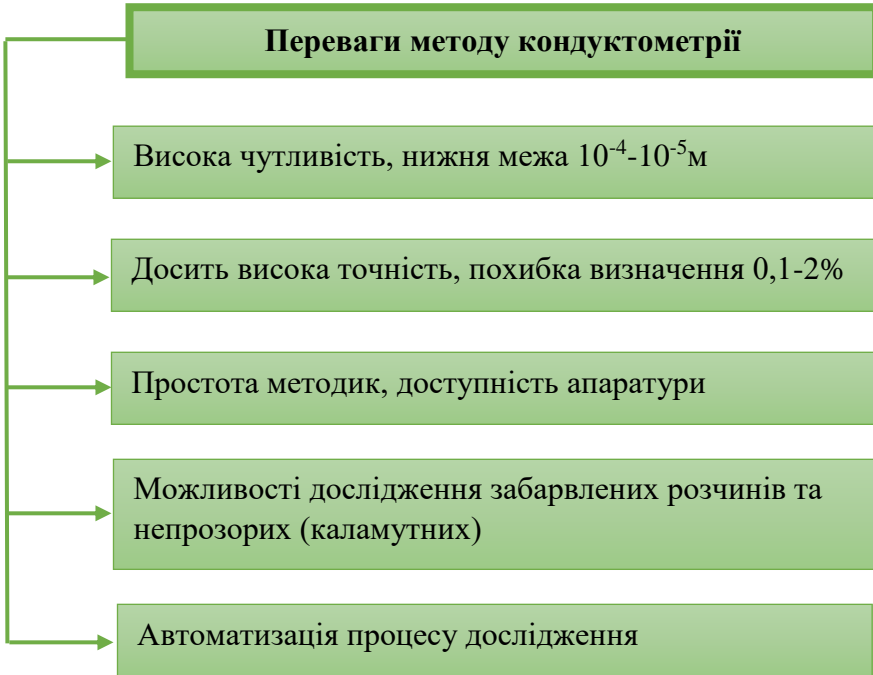 Переваги методу кондуктометрії
Висока чутливість, нижня межа 10⁻⁴-10⁻⁵м
Досить висока точність, похибка визначення 0,1-2%
Простота методик, доступність апаратури
Можливості дослідження забарвлених розчинів та
непрозорих (каламутних)
Автоматизація процесу дослідження